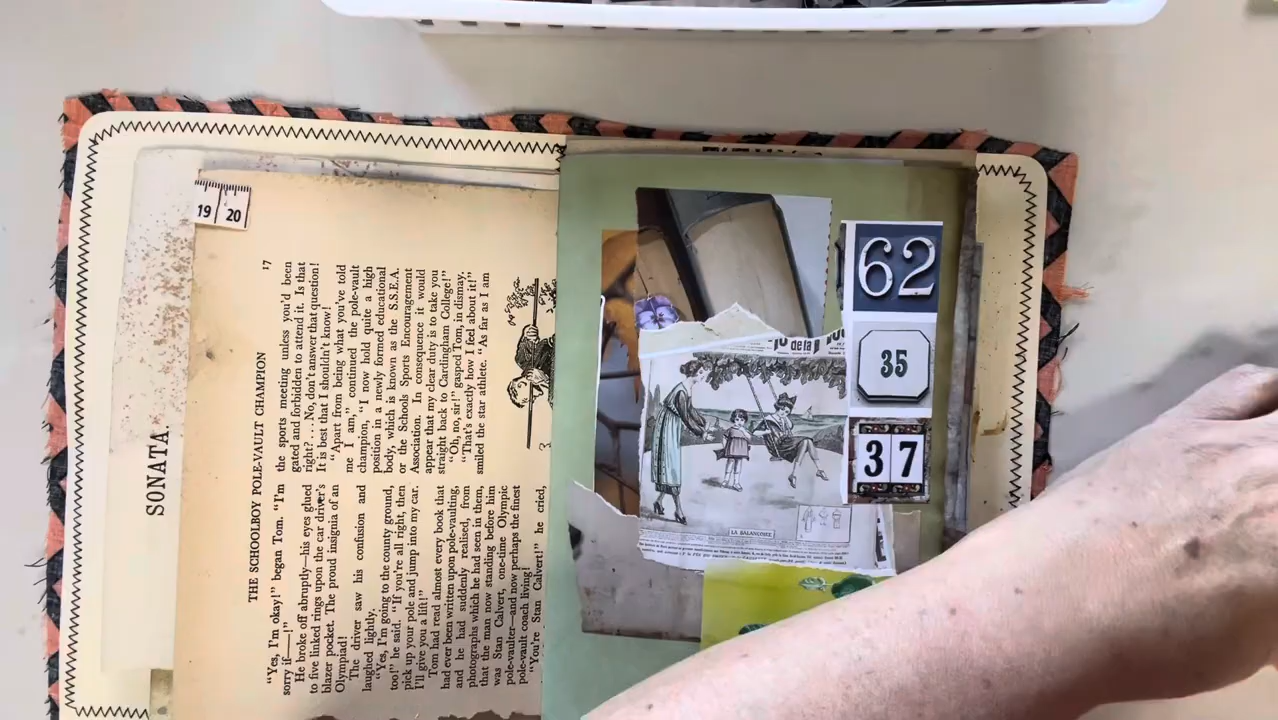 19 20
17
THE SCHOOLBOY POLE-VAULT CHAMPION
"Yes, I'm okay!" began Tom. "I'm
sorry if——!"
He broke off abruptly—his eyes glued
to five linked rings upon the car driver's
blazer pocket. The proud insignia of an
Olympiad!
The driver saw his confusion and
laughed lightly.
"Yes, I'm going to the county ground,
too!" he said. "If you're all right, then
pick up your pole and jump into my car.
I'll give you a lift!"
Tom had read almost every book that
had ever been written upon pole-vaulting,
and he had suddenly realised, from
photographs which he had seen in them,
that the man now standing before him
was Stan Calvert, one-time Olympic
pole-vaulter—and now perhaps the finest
pole-vault coach living!
"You're Stan Calvert!" he cried,
the sports meeting unless you'd been
gated and forbidden to attend it. Is that
right? . . . No, don't answer that question!
It is best that I shouldn't know!
"Apart from being what you've told
me I am," continued the pole-vault
champion, "I now hold quite a high
position in a newly formed educational
body, which is known as the S.S.E.A.
or the Schools Sports Encouragement
Association. In consequence it would
appear that my clear duty is to take you
straight back to Cardingham College!"
"Oh, no, sir!" gasped Tom, in dismay.
"That's exactly how I feel about it!"
smiled the star athlete. "As far as I am
SONATA
62
35
37
de la
LA BALANÇOIRE